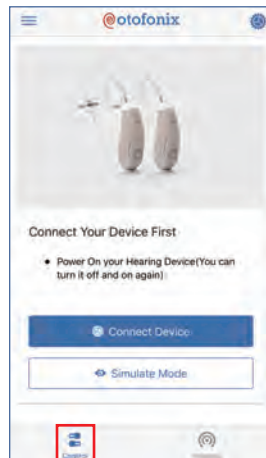 otofonix
Connect Your Device First
• Power On your Hearing Device(You can
turn it off and on again)
Connect Device
Simulate Mode
Control